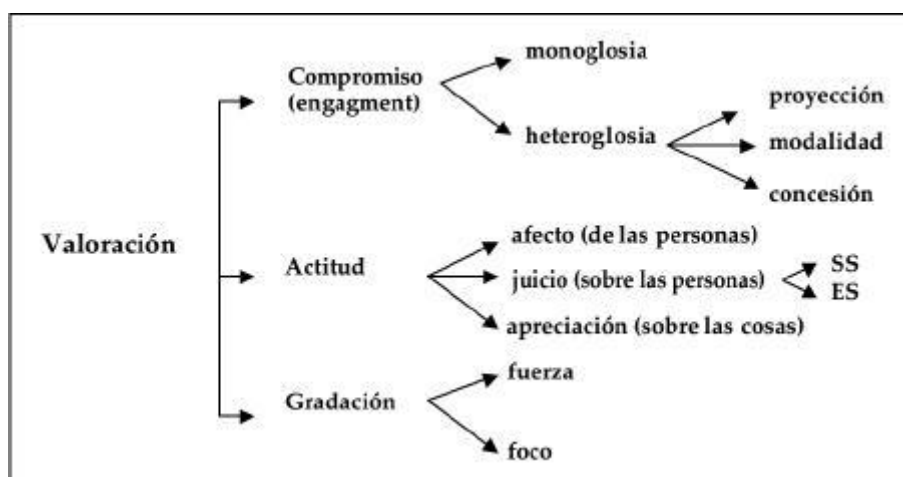 Valoración
Compromiso
(engagment)
monoglosia
heteroglosia
proyección
modalidad
concesión
Actitud
afecto (de las personas)
juicio (sobre las personas)
SS
ES
apreciación (sobre las cosas)
Gradación
fuerza
foco